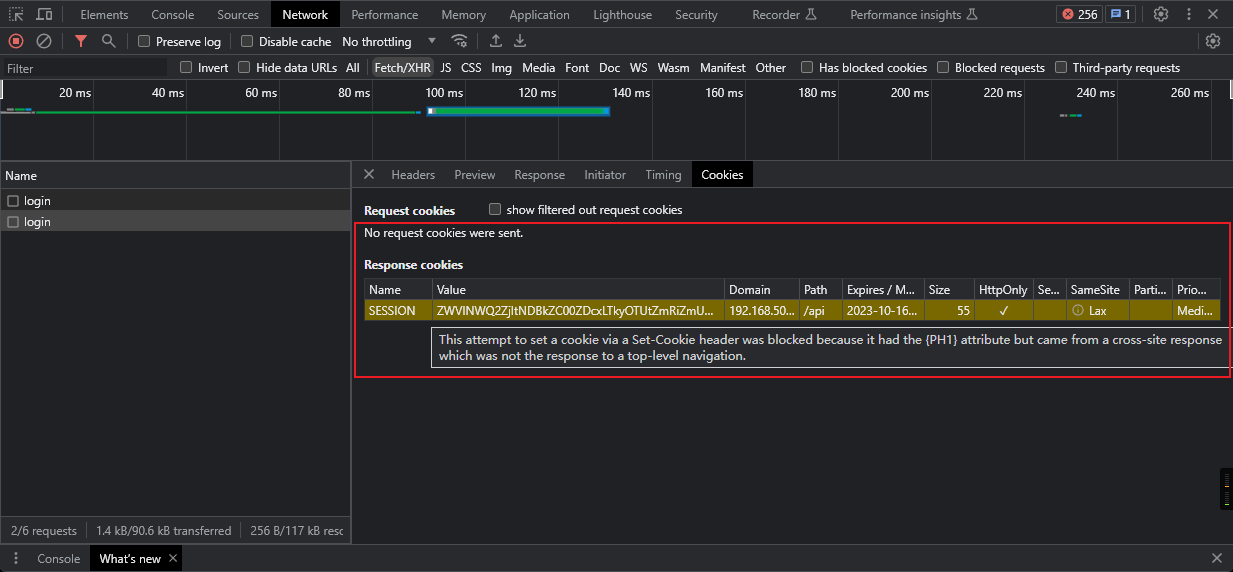 Elements Console Sources Network Performance Memory Application Lighthouse Security Recorder Performance insights 256 1
Preserve log Disable cache No throttling
Filter Invert Hide data URLs All Fetch/XHR JS CSS Img Media Font Doc WS Wasm Manifest Other Has blocked cookies Blocked requests Third-party requests
20 ms 40 ms 60 ms 80 ms 100 ms 120 ms 140 ms 160 ms 180 ms 200 ms 220 ms 240 ms 260 ms
Name
login
login
Headers Preview Response Initiator Timing Cookies
Request cookies show filtered out request cookies
No request cookies were sent.
Response cookies
Name Value Domain Path Expires / M... Size HttpOnly Se... SameSite Parti... Prio...
SESSION ZWVlNWQ2ZjItNDBkZC00ZDcxLTkyOTUtZmRiZmU... 192.168.50... /api 2023-10-16... 55 ✓ Lax Medi...
This attempt to set a cookie via a Set-Cookie header was blocked because it had the {PH1} attribute but came from a cross-site response
which was not the response to a top-level navigation.
2/6 requests 1.4 kB/90.6 kB transferred 256 B/117 kB resc
Console What's new